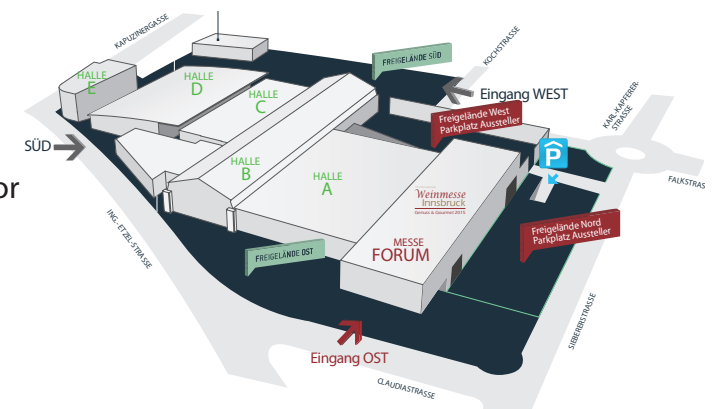 KAPUZINERGASSE
FREIGELÄNDE SÜD
KOCHSTRASSE
Eingang WEST
KARL-KAPFERER-
STRASSE
HALLE
E
HALLE
D
HALLE
C
Freigelände West
Parkplatz Aussteller
SÜD
P
HALLE
B
HALLE
A
FALKSTRAS
or
Weinmesse
Innsbruck
Genuss & Gourmet 2015
ING.-ETZEL-STRASSE
MESSE
FORUM
Freigelände Nord
Parkplatz Aussteller
FREIGELÄNDE OST
SIEBERERSTRASSE
Eingang OST
CLAUDIASTRASSE